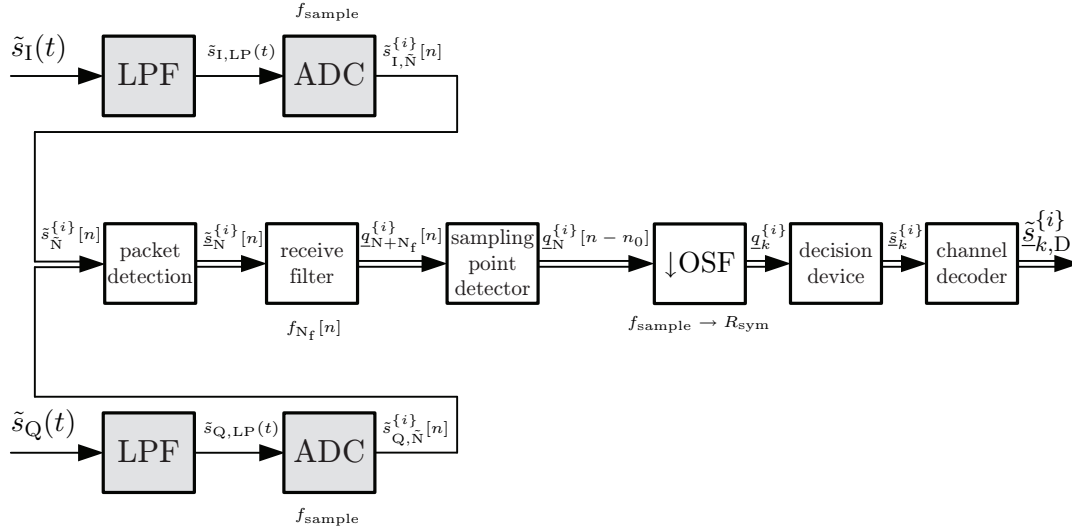 f_sample
s̃_I(t)
LPF
s̃_I,LP(t)
ADC
s̃_I,Ñ^{i}[n]
s̃_Ñ^{i}[n]
packet
detection
s̲̃_N^{i}[n]
receive
filter
f_N_f[n]
q̲_N+N_f^{i}[n]
sampling
point
detector
q̲_N^{i}[n − n_0]
↓OSF
f_sample → R_sym
q̲_k^{i}
decision
device
s̲̃_k^{i}
channel
decoder
s̲̃_k,D^{i}
s̃_Q(t)
LPF
s̃_Q,LP(t)
ADC
s̃_Q,Ñ^{i}[n]
f_sample